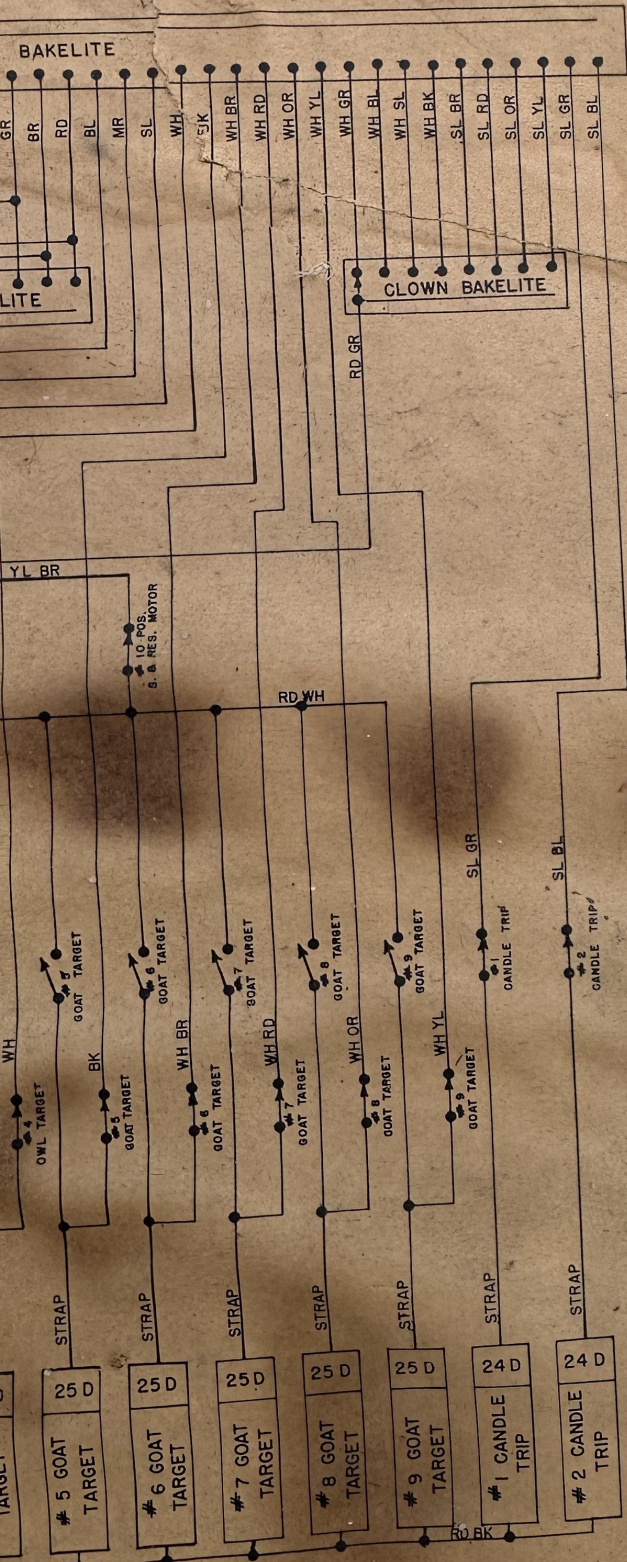 BAKELITE
GR
BR
RD
BL
MR
SL
WH
WH BR
WH RD
WH OR
WH YL
WH GR
WH BL
WH SL
WH BK
SL BR
SL RD
SL OR
SL YL
SL GR
SL BL
LITE
CLOWN BAKELITE
RD GR
YL BR
10 POS.
S. & RES. MOTOR
RD WH
SL GR
SL BL
GOAT TARGET
#6
GOAT TARGET
#7
GOAT TARGET
#8
GOAT TARGET
#9
GOAT TARGET
#1
CANDLE TRIP
#2
CANDLE TRIP
WH
BK
WH BR
WH RD
WH OR
WH YL
#4
OWL TARGET
#5
GOAT TARGET
#6
GOAT TARGET
#7
GOAT TARGET
#8
GOAT TARGET
#9
GOAT TARGET
STRAP
STRAP
STRAP
STRAP
STRAP
STRAP
STRAP
25 D
25 D
25 D
25 D
25 D
24 D
24 D
TARGET
#5 GOAT
TARGET
#6 GOAT
TARGET
#7 GOAT
TARGET
#8 GOAT
TARGET
#9 GOAT
TARGET
#1 CANDLE
TRIP
#2 CANDLE
TRIP
RD BK